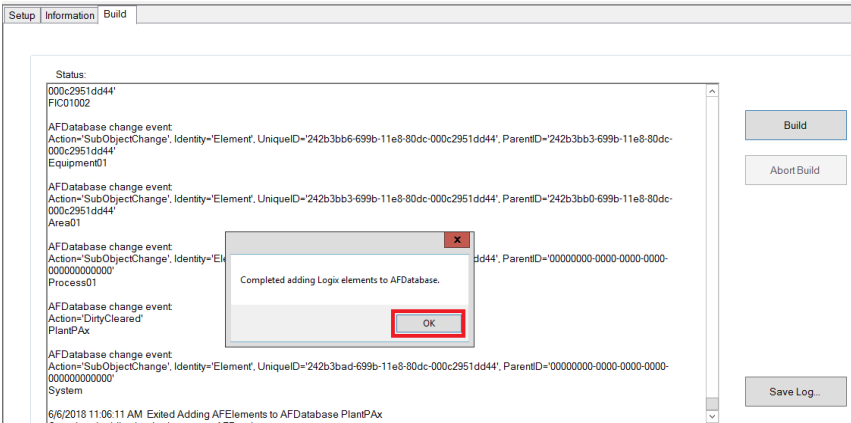 Setup Information Build
Status:
000c2951dd44'
FIC01002
AFDatabase change event:
Action='SubObjectChange', Identity='Element', UniqueID='242b3bb6-699b-11e8-80dc-000c2951dd44', ParentID='242b3bb3-699b-11e8-80dc-
000c2951dd44'
Equipment01
AFDatabase change event:
Action='SubObjectChange', Identity='Element', UniqueID='242b3bb3-699b-11e8-80dc-000c2951dd44', ParentID='242b3bb0-699b-11e8-80dc-
000c2951dd44'
Area01
AFDatabase change event:
Action='SubObjectChange', Identity='Ele dd44', ParentID='00000000-0000-0000-0000-
000000000000'
Process01
AFDatabase change event:
Action='DirtyCleared'
PlantPAx
AFDatabase change event:
Action='SubObjectChange', Identity='Element', UniqueID='242b3bad-699b-11e8-80dc-000c2951dd44', ParentID='00000000-0000-0000-0000-
000000000000'
System
6/6/2018 11:06:11 AM Exited Adding AFElements to AFDatabase PlantPAx
x
Completed adding Logix elements to AFDatabase.
OK
Build
Abort Build
Save Log...